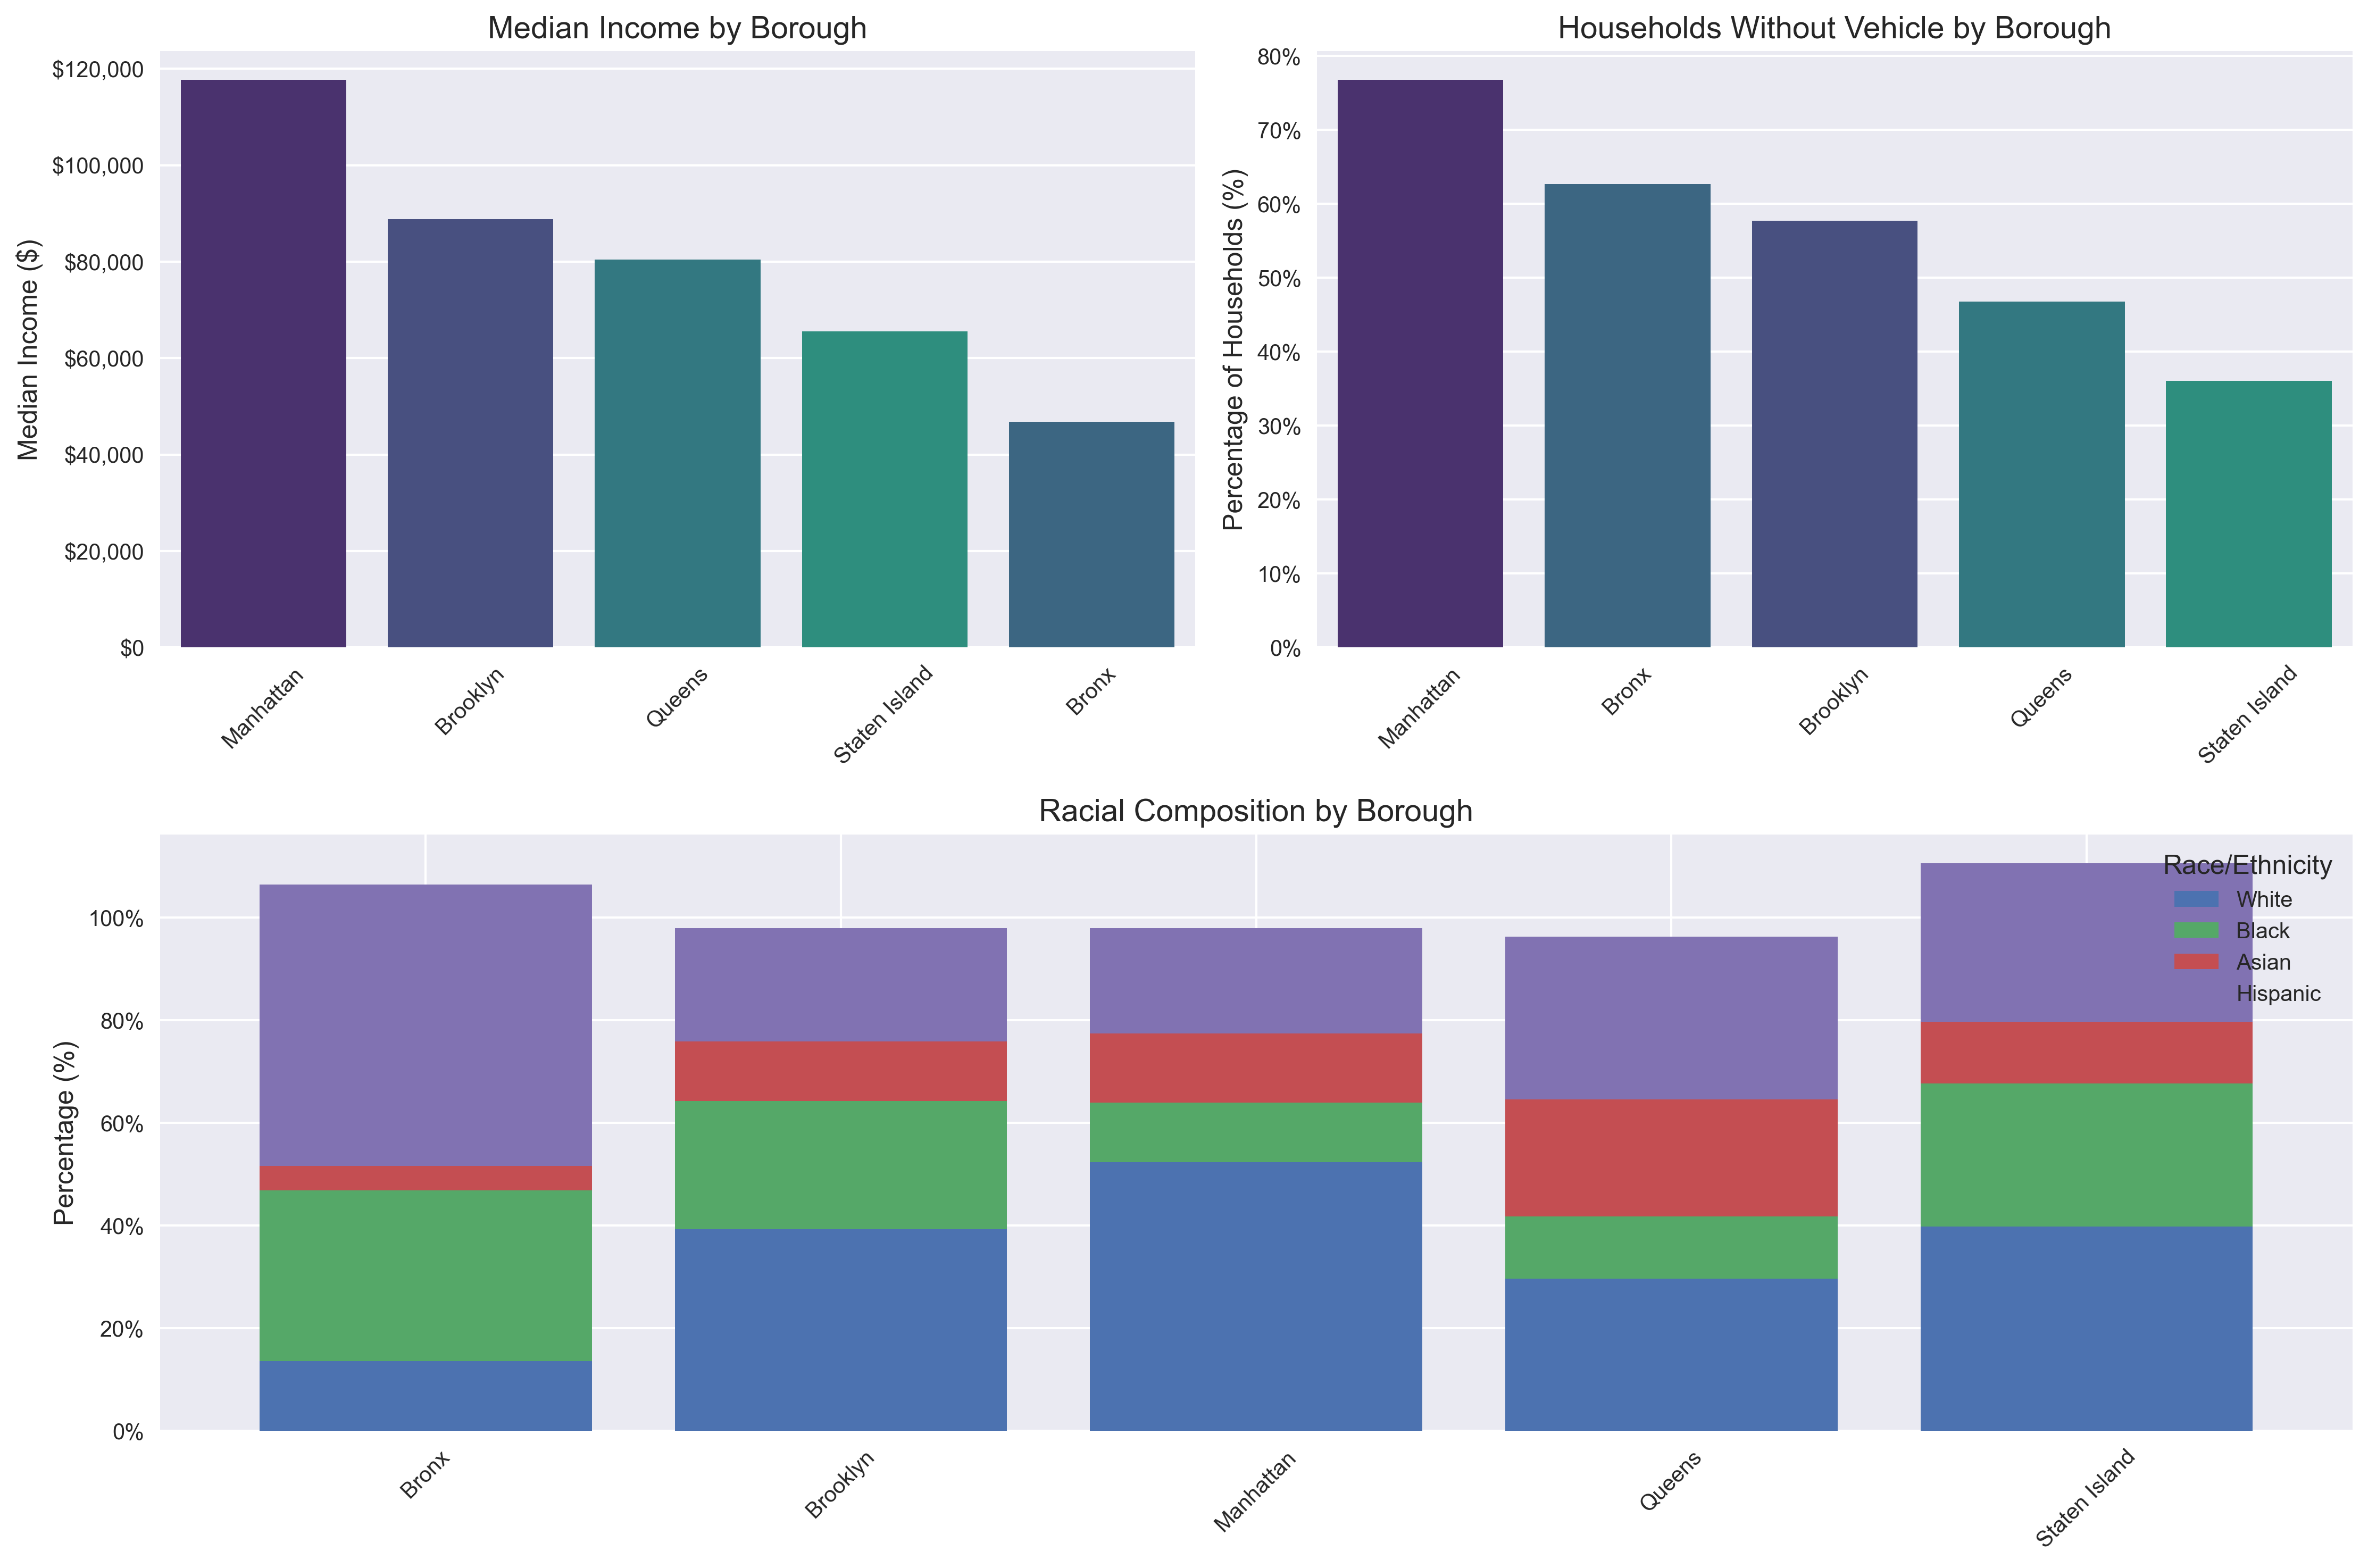 Median Income by Borough
Median Income ($)
$120,000
$100,000
$80,000
$60,000
$40,000
$20,000
$0
Manhattan
Brooklyn
Queens
Staten Island
Bronx
Households Without Vehicle by Borough
Percentage of Households (%)
80%
70%
60%
50%
40%
30%
20%
10%
0%
Manhattan
Bronx
Brooklyn
Queens
Staten Island
Racial Composition by Borough
Percentage (%)
100%
80%
60%
40%
20%
0%
Race/Ethnicity
White
Black
Asian
Hispanic
Bronx
Brooklyn
Manhattan
Queens
Staten Island